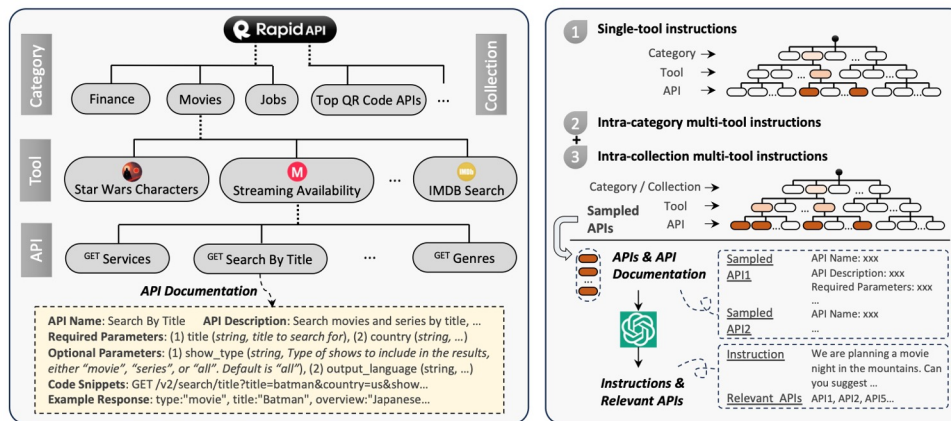 Rapid API
Category
Collection
Finance
Movies
Jobs
Top QR Code APIs
...
Tool
Star Wars Characters
M
Streaming Availability
...
IMDb
IMDB Search
API
GET Services
GET Search By Title
...
GET Genres
API Documentation
API Name: Search By Title API Description: Search movies and series by title, ...
Required Parameters: (1) title (string, title to search for), (2) country (string, ...)
Optional Parameters: (1) show_type (string, Type of shows to include in the results,
either "movie", "series", or "all". Default is "all"), (2) output_language (string, ...)
Code Snippets: GET /v2/search/title?title=batman&country=us&show...
Example Response: type:"movie", title:"Batman", overview:"Japanese...
1 Single-tool instructions
Category
...
Tool
...
API
... ... ...
2 Intra-category multi-tool instructions
+
3 Intra-collection multi-tool instructions
Category / Collection
...
Tool
...
API
... ... ... ...
Sampled
APIs
...
APIs & API
Documentation
Sampled API Name: xxx
API1 API Description: xxx
Required Parameters: xxx
...
Sampled API Name: xxx
API2 ...
Instructions &
Relevant APIs
Instruction We are planning a movie
night in the mountains. Can
you suggest ...
Relevant APIs API1, API2, API5...